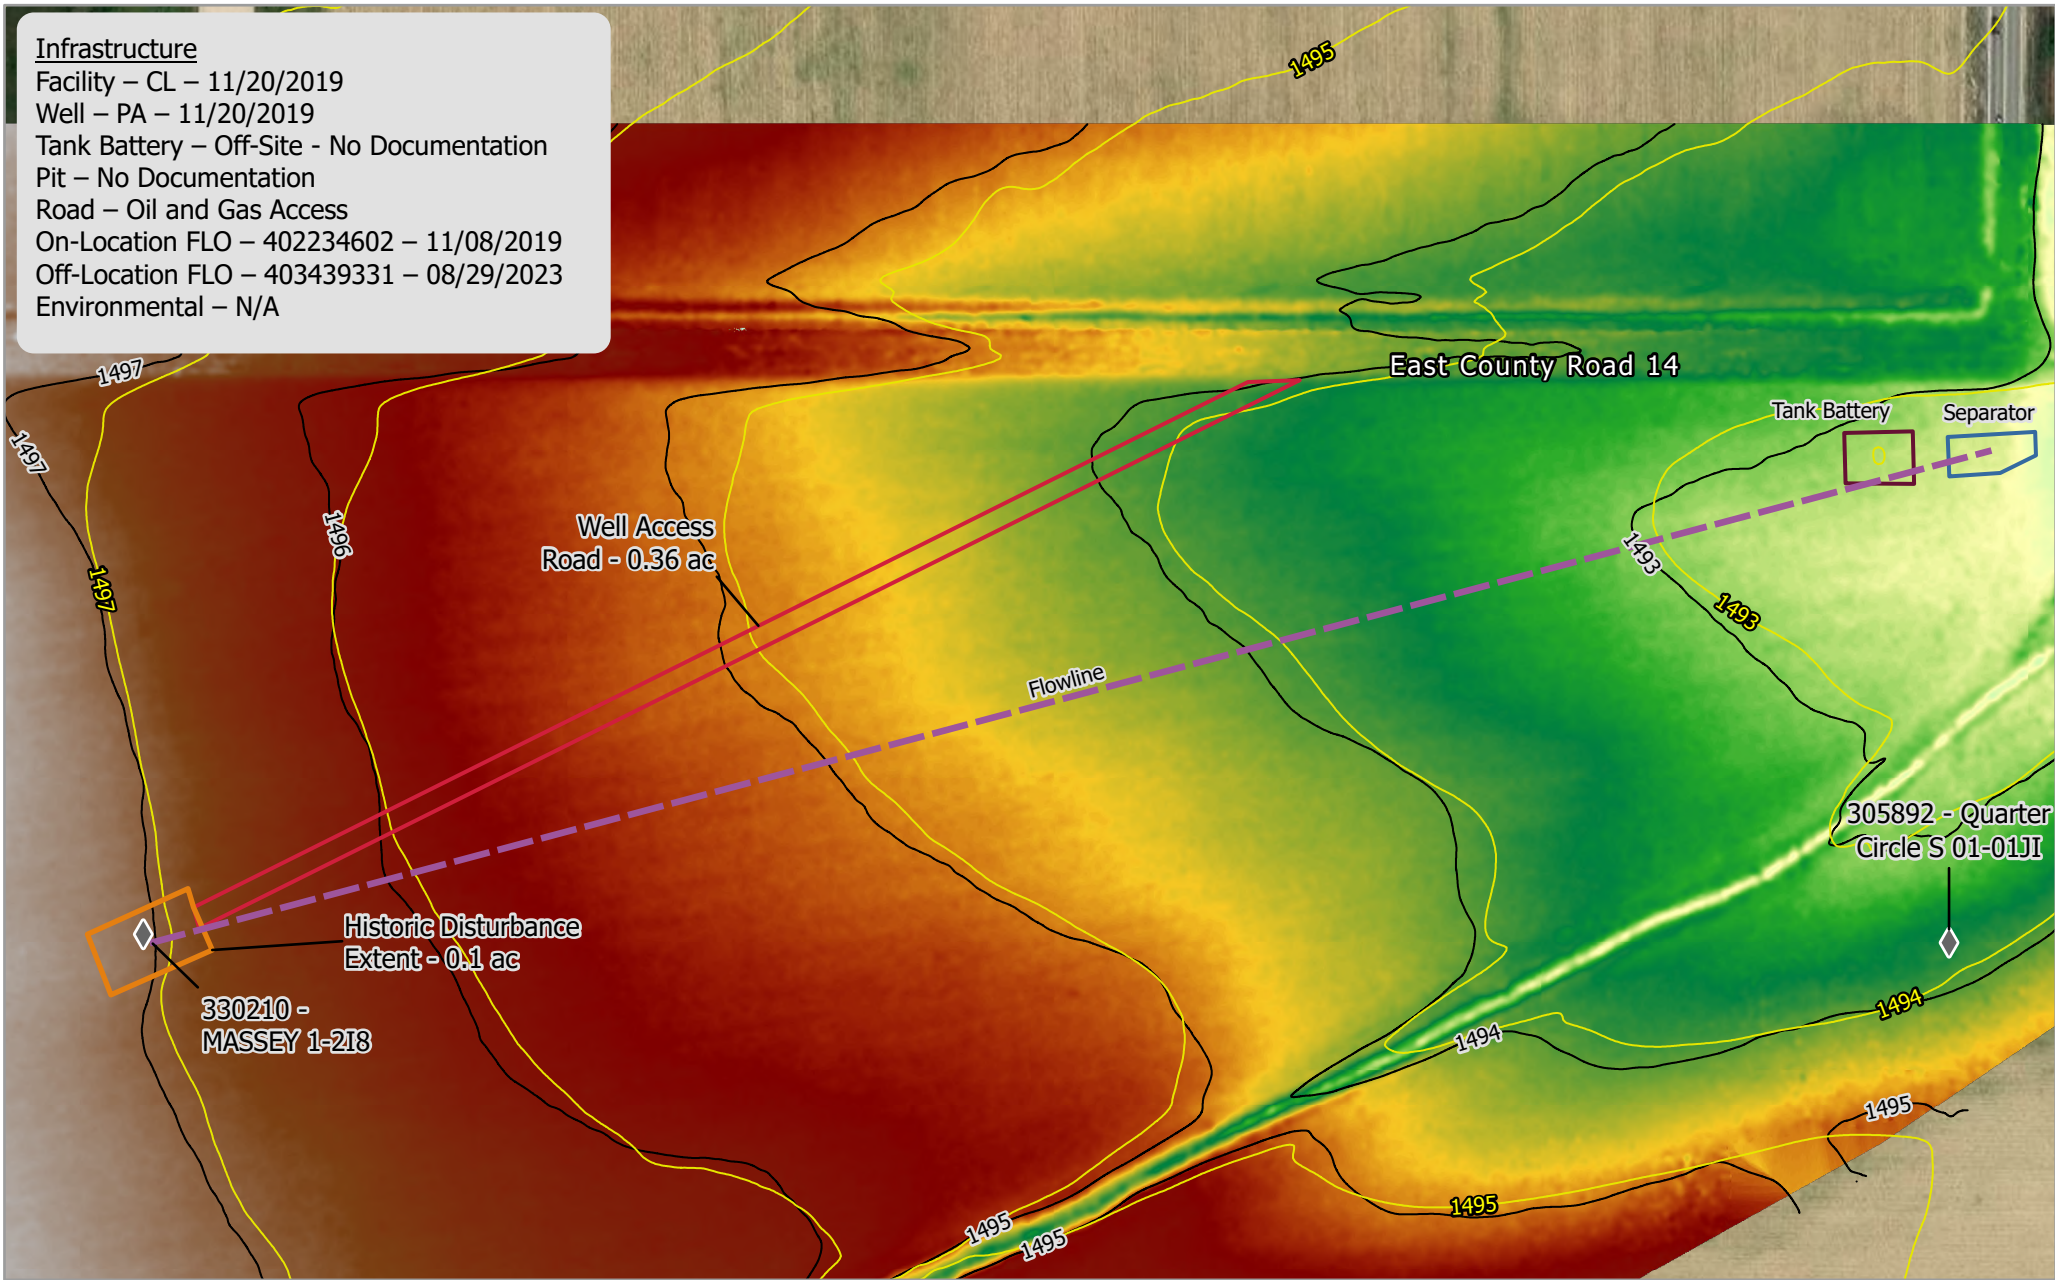 Infrastructure
Facility – CL – 11/20/2019
Well – PA – 11/20/2019
Tank Battery – Off-Site - No Documentation
Pit – No Documentation
Road – Oil and Gas Access
On-Location FLO – 402234602 – 11/08/2019
Off-Location FLO – 403439331 – 08/29/2023
Environmental – N/A
1495
1497
East County Road 14
Tank Battery
Separator
0
1497
1496
Well Access
Road - 0.36 ac
1493
1497
1493
Flowline
305892 - Quarter
Circle S 01-01JI
Historic Disturbance
Extent - 0.1 ac
330210 -
MASSEY 1-2I8
1494
1494
1495
1495
1495
1495